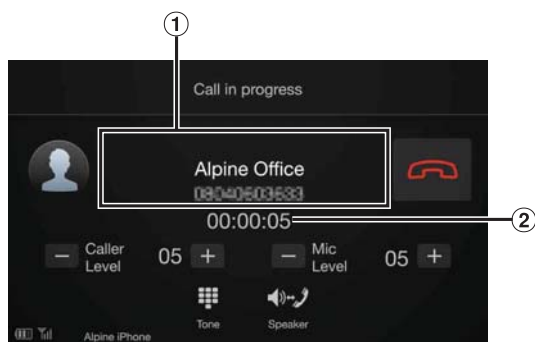 1
Call in progress
Alpine Office
08040603633
00:00:05
2
Caller Level 05
Mic Level 05
Tone
Speaker
Alpine iPhone